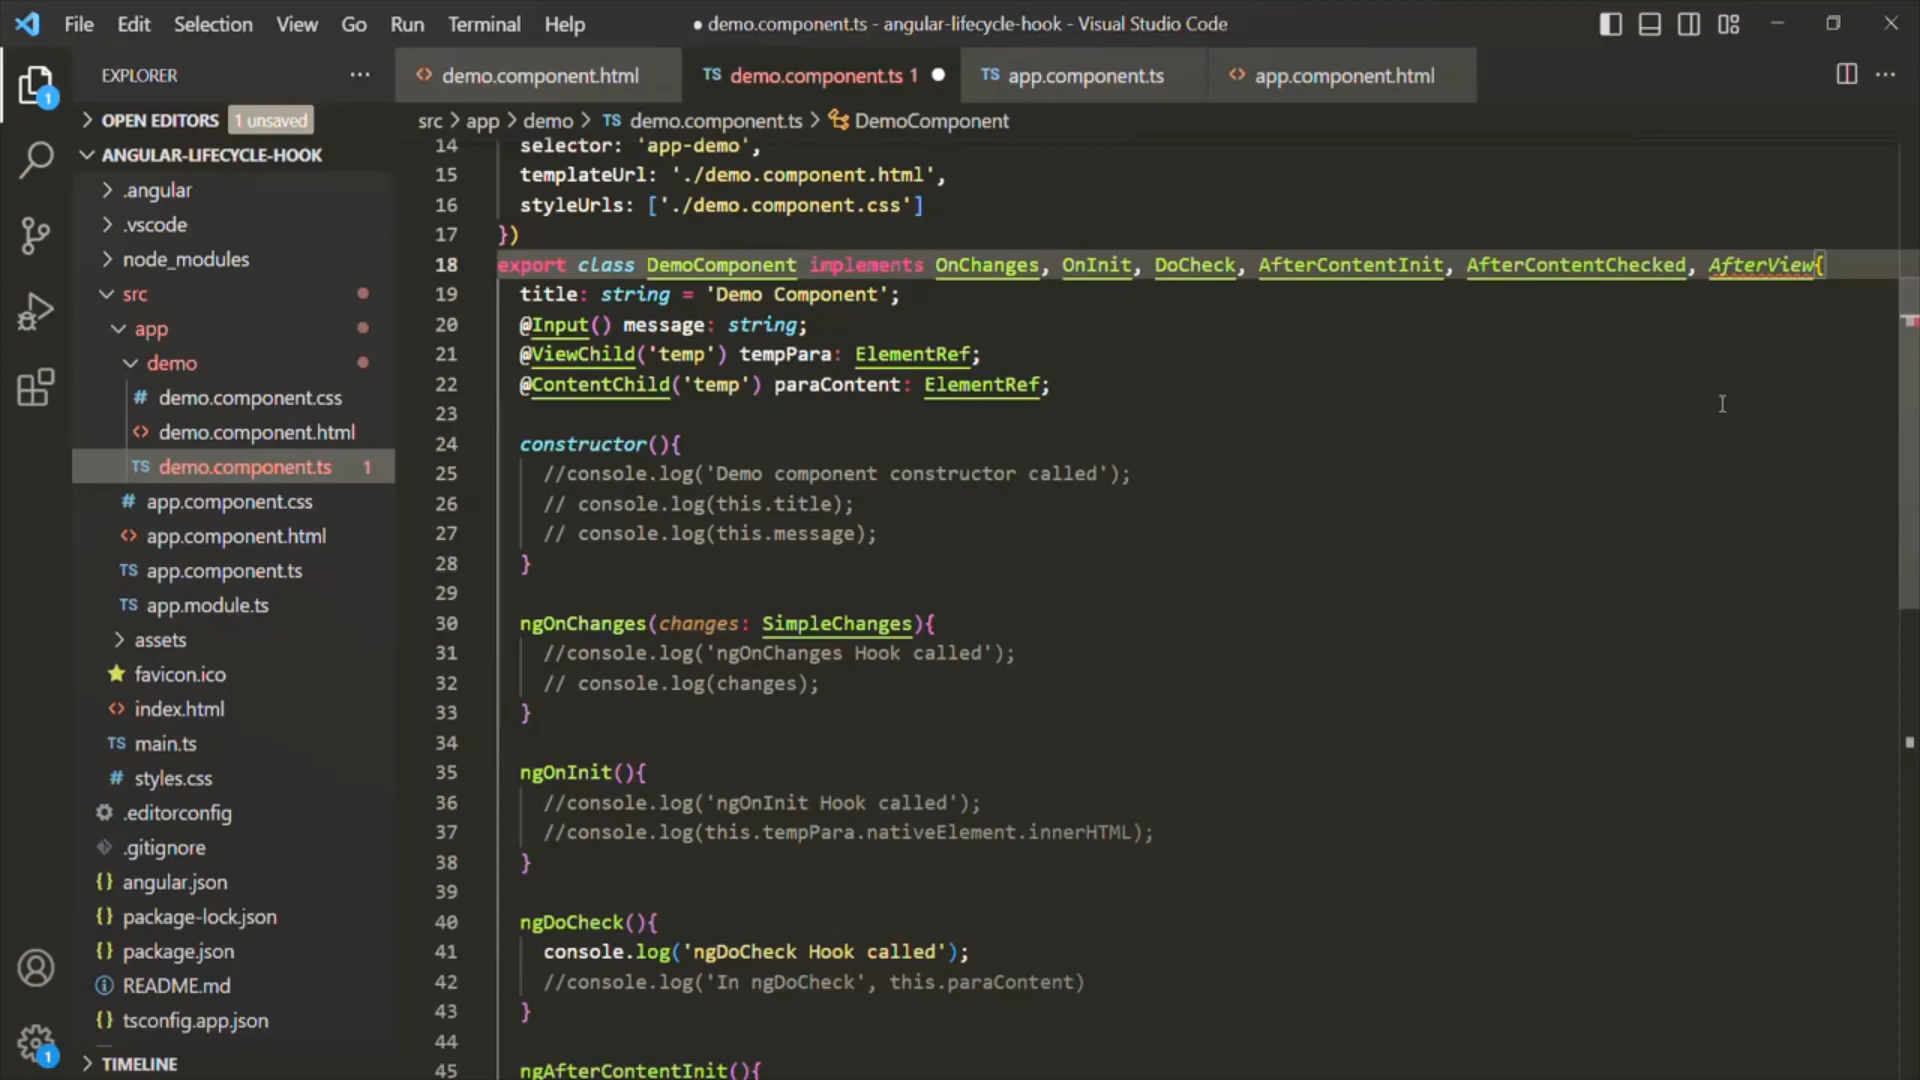 File Edit Selection View Go Run Terminal Help
● demo.component.ts - angular-lifecycle-hook - Visual Studio Code
EXPLORER
OPEN EDITORS 1 unsaved
ANGULAR-LIFECYCLE-HOOK
.angular
.vscode
node_modules
src
app
demo
# demo.component.css
<> demo.component.html
TS demo.component.ts 1
# app.component.css
<> app.component.html
TS app.component.ts
TS app.module.ts
assets
favicon.ico
<> index.html
TS main.ts
# styles.css
.editorconfig
.gitignore
{} angular.json
{} package-lock.json
{} package.json
README.md
{} tsconfig.app.json
TIMELINE
1
1
<> demo.component.html
TS demo.component.ts 1 ●
TS app.component.ts
<> app.component.html
src > app > demo > TS demo.component.ts > DemoComponent
14 selector: 'app-demo',
15 templateUrl: './demo.component.html',
16 styleUrls: ['./demo.component.css']
17 })
18 export class DemoComponent implements OnChanges, OnInit, DoCheck, AfterContentInit, AfterContentChecked, AfterView{
19 title: string = 'Demo Component';
20 @Input() message: string;
21 @ViewChild('temp') tempPara: ElementRef;
22 @ContentChild('temp') paraContent: ElementRef;
23
24 constructor(){
25 //console.log('Demo component constructor called');
26 // console.log(this.title);
27 // console.log(this.message);
28 }
29
30 ngOnChanges(changes: SimpleChanges){
31 //console.log('ngOnChanges Hook called');
32 // console.log(changes);
33 }
34
35 ngOnInit(){
36 //console.log('ngOnInit Hook called');
37 //console.log(this.tempPara.nativeElement.innerHTML);
38 }
39
40 ngDoCheck(){
41 console.log('ngDoCheck Hook called');
42 //console.log('In ngDoCheck', this.paraContent)
43 }
44
45 ngAfterContentInit(){